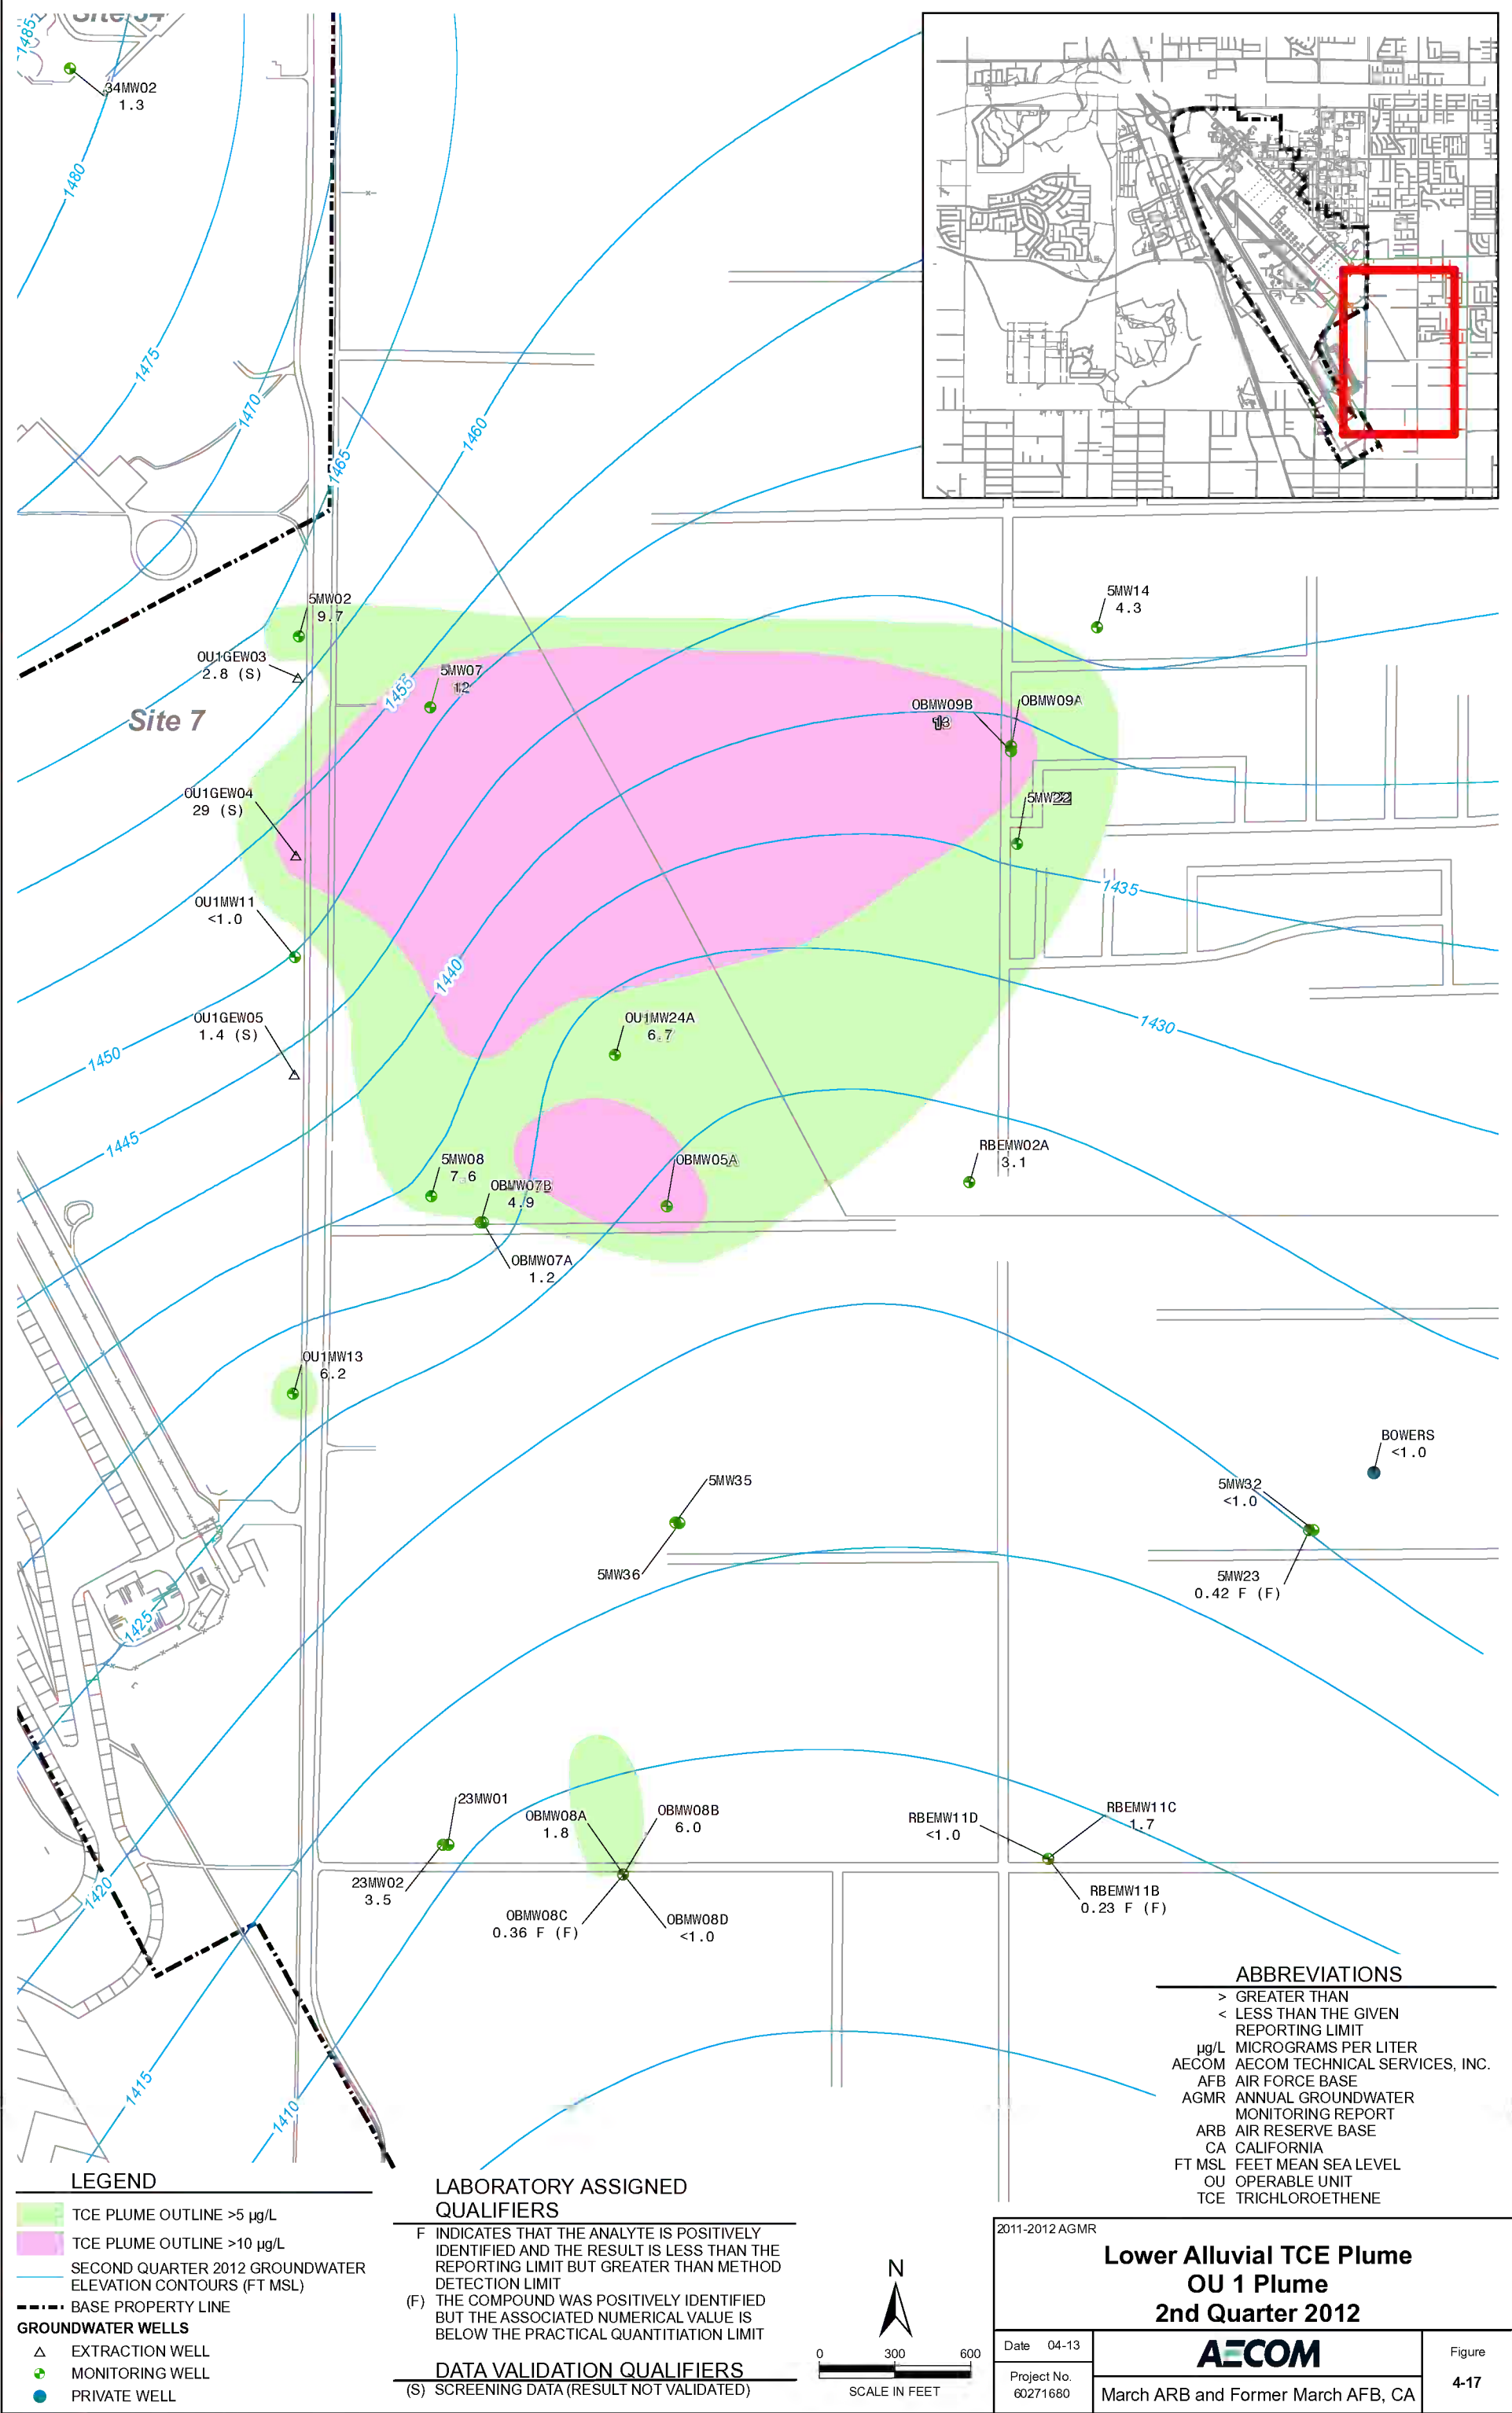 Site 34
1485
34MW02
1.3
1480
1475
1470
1465
1460
5MW02
9.7
5MW14
4.3
OU1GEW03
2.8 (S)
5MW07
12
1455
Site 7
OBMW09B
13
OBMW09A
OU1GEW04
29 (S)
5MW22
1435
OU1MW11
<1.0
1440
OU1GEW05
1.4 (S)
OU1MW24A
6.7
1430
1450
1445
RBEMW02A
3.1
5MW08
7.6
OBMW05A
OBMW07B
4.9
OBMW07A
1.2
OU1MW13
6.2
BOWERS
<1.0
5MW35
5MW32
<1.0
5MW36
5MW23
0.42 F (F)
1425
23MW01
OBMW08A
1.8
OBMW08B
6.0
RBEMW11D
<1.0
RBEMW11C
1.7
23MW02
3.5
1420
RBEMW11B
0.23 F (F)
OBMW08C
0.36 F (F)
OBMW08D
<1.0
1415
1410
ABBREVIATIONS
> GREATER THAN
< LESS THAN THE GIVEN
REPORTING LIMIT
µg/L MICROGRAMS PER LITER
AECOM AECOM TECHNICAL SERVICES, INC.
AFB AIR FORCE BASE
AGMR ANNUAL GROUNDWATER
MONITORING REPORT
ARB AIR RESERVE BASE
CA CALIFORNIA
FT MSL FEET MEAN SEA LEVEL
OU OPERABLE UNIT
TCE TRICHLOROETHENE
LEGEND
TCE PLUME OUTLINE >5 µg/L
TCE PLUME OUTLINE >10 µg/L
SECOND QUARTER 2012 GROUNDWATER
ELEVATION CONTOURS (FT MSL)
BASE PROPERTY LINE
GROUNDWATER WELLS
EXTRACTION WELL
MONITORING WELL
PRIVATE WELL
LABORATORY ASSIGNED
QUALIFIERS
F INDICATES THAT THE ANALYTE IS POSITIVELY
IDENTIFIED AND THE RESULT IS LESS THAN THE
REPORTING LIMIT BUT GREATER THAN METHOD
DETECTION LIMIT
(F) THE COMPOUND WAS POSITIVELY IDENTIFIED
BUT THE ASSOCIATED NUMERICAL VALUE IS
BELOW THE PRACTICAL QUANTITIATION LIMIT
DATA VALIDATION QUALIFIERS
(S) SCREENING DATA (RESULT NOT VALIDATED)
N
0 300 600
SCALE IN FEET
2011-2012 AGMR
Lower Alluvial TCE Plume
OU 1 Plume
2nd Quarter 2012
Date 04-13
Project No.
60271680
AECOM
March ARB and Former March AFB, CA
Figure
4-17